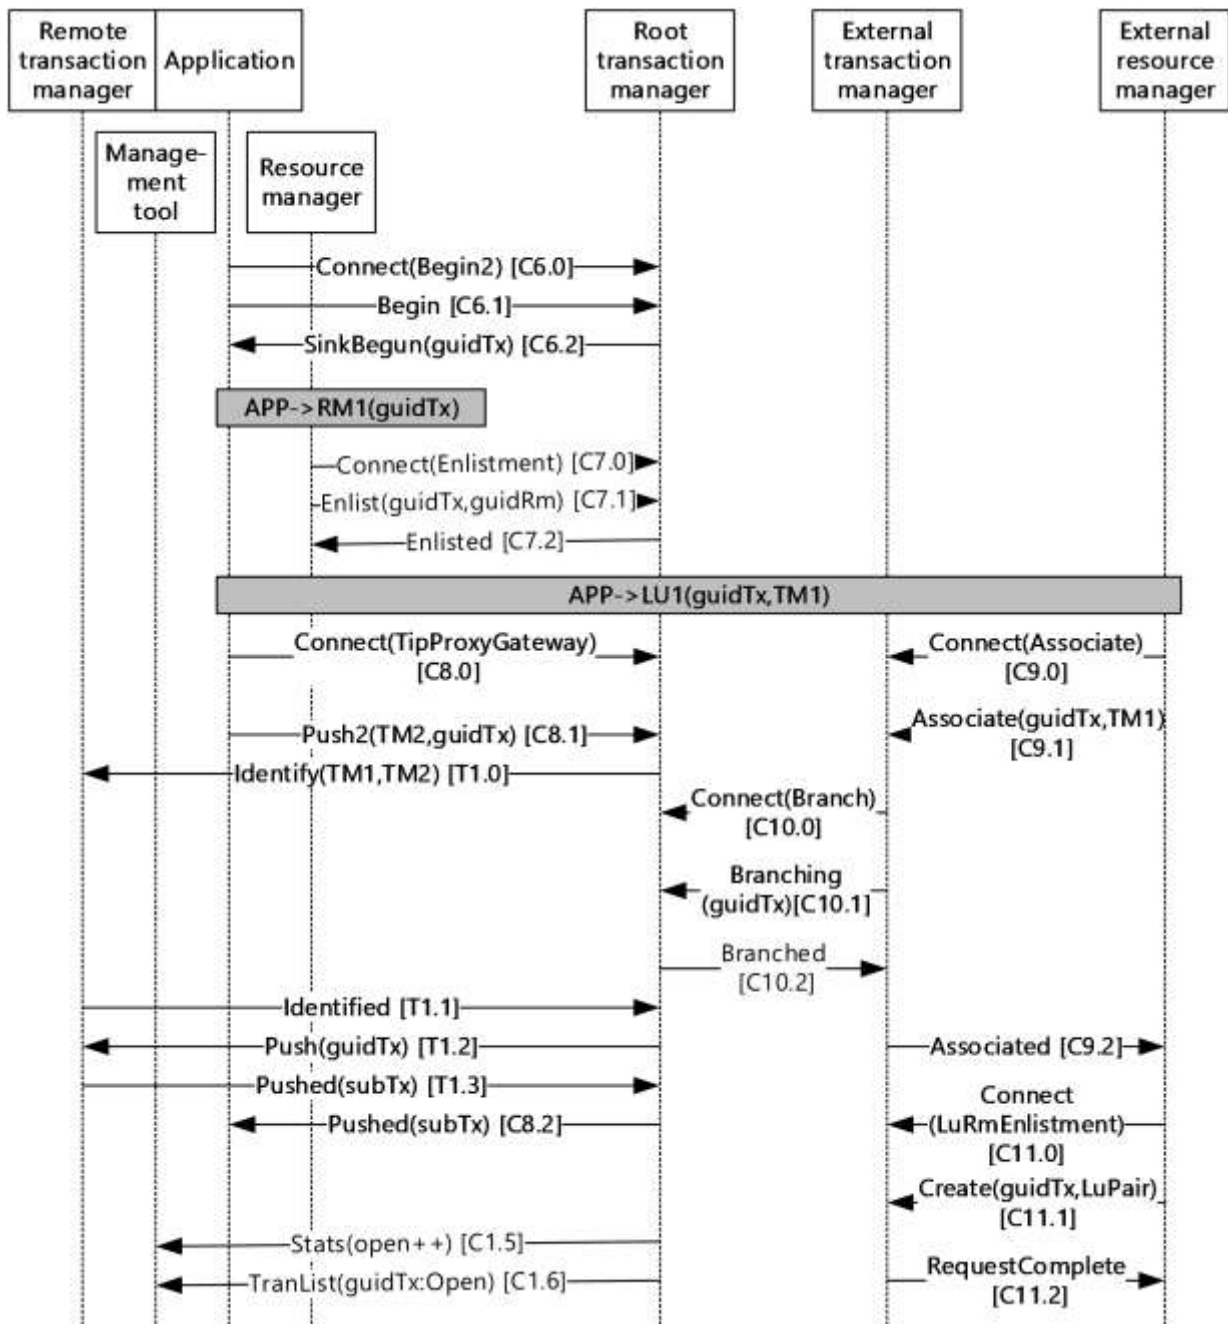 Remote
transaction
manager
Application
Root
transaction
manager
External
transaction
manager
External
resource
manager
Manage-
ment
tool
Resource
manager
Connect(Begin2) [C6.0]
Begin [C6.1]
SinkBegun(guidTx) [C6.2]
APP->RM1(guidTx)
Connect(Enlistment) [C7.0]
Enlist(guidTx,guidRm) [C7.1]
Enlisted [C7.2]
APP->LU1(guidTx,TM1)
Connect(TipProxyGateway)
[C8.0]
Connect(Associate)
[C9.0]
Push2(TM2,guidTx) [C8.1]
Associate(guidTx,TM1)
[C9.1]
Identify(TM1,TM2) [T1.0]
Connect(Branch)
[C10.0]
Branching
(guidTx)[C10.1]
Branched
[C10.2]
Identified [T1.1]
Push(guidTx) [T1.2]
Associated [C9.2]
Pushed(subTx) [T1.3]
Connect
(LuRmEnlistment)
[C11.0]
Pushed(subTx) [C8.2]
Create(guidTx,LuPair)
[C11.1]
Stats(open++) [C1.5]
TranList(guidTx:Open) [C1.6]
RequestComplete
[C11.2]